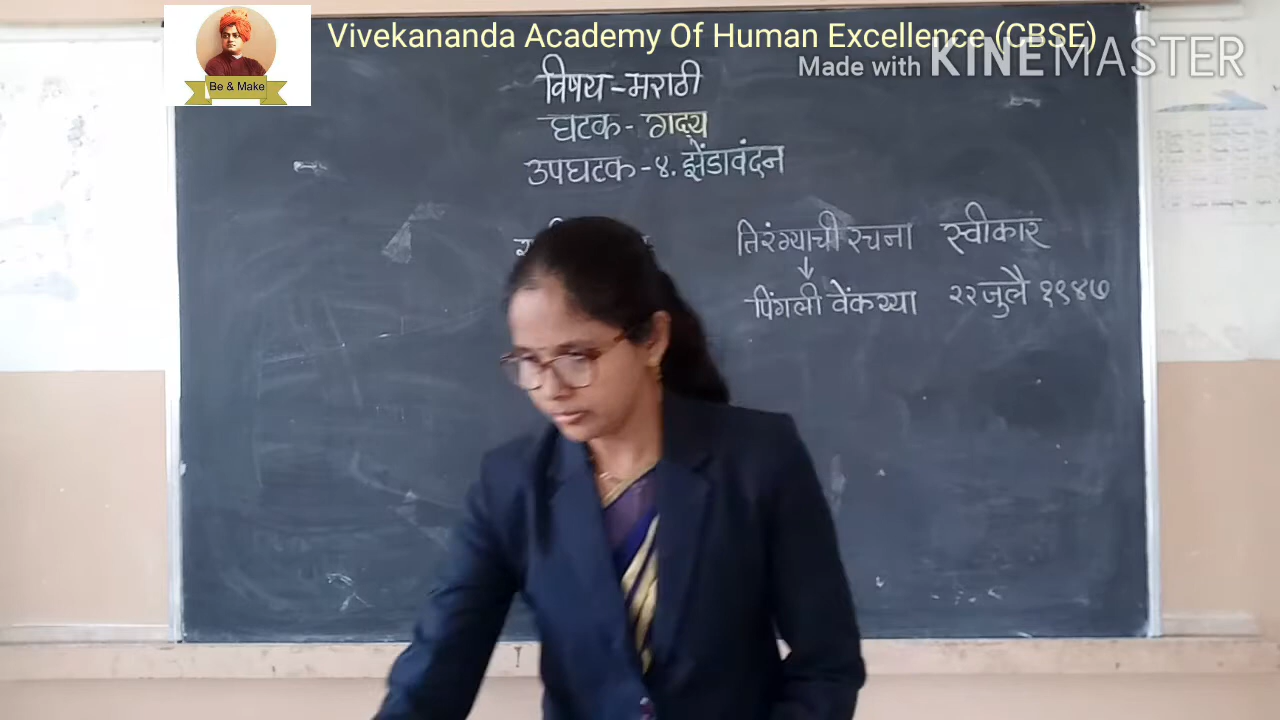 Vivekananda Academy Of Human Excellence (CBSE)
Made with KINEMASTER
Be & Make
विषय - मराठी
घटक - गद्य
उपघटक - ४. झेंडावंदन
तिरंग्याची रचना स्वीकार
↓
पिंगली वेंकय्या २२ जुलै १९४७